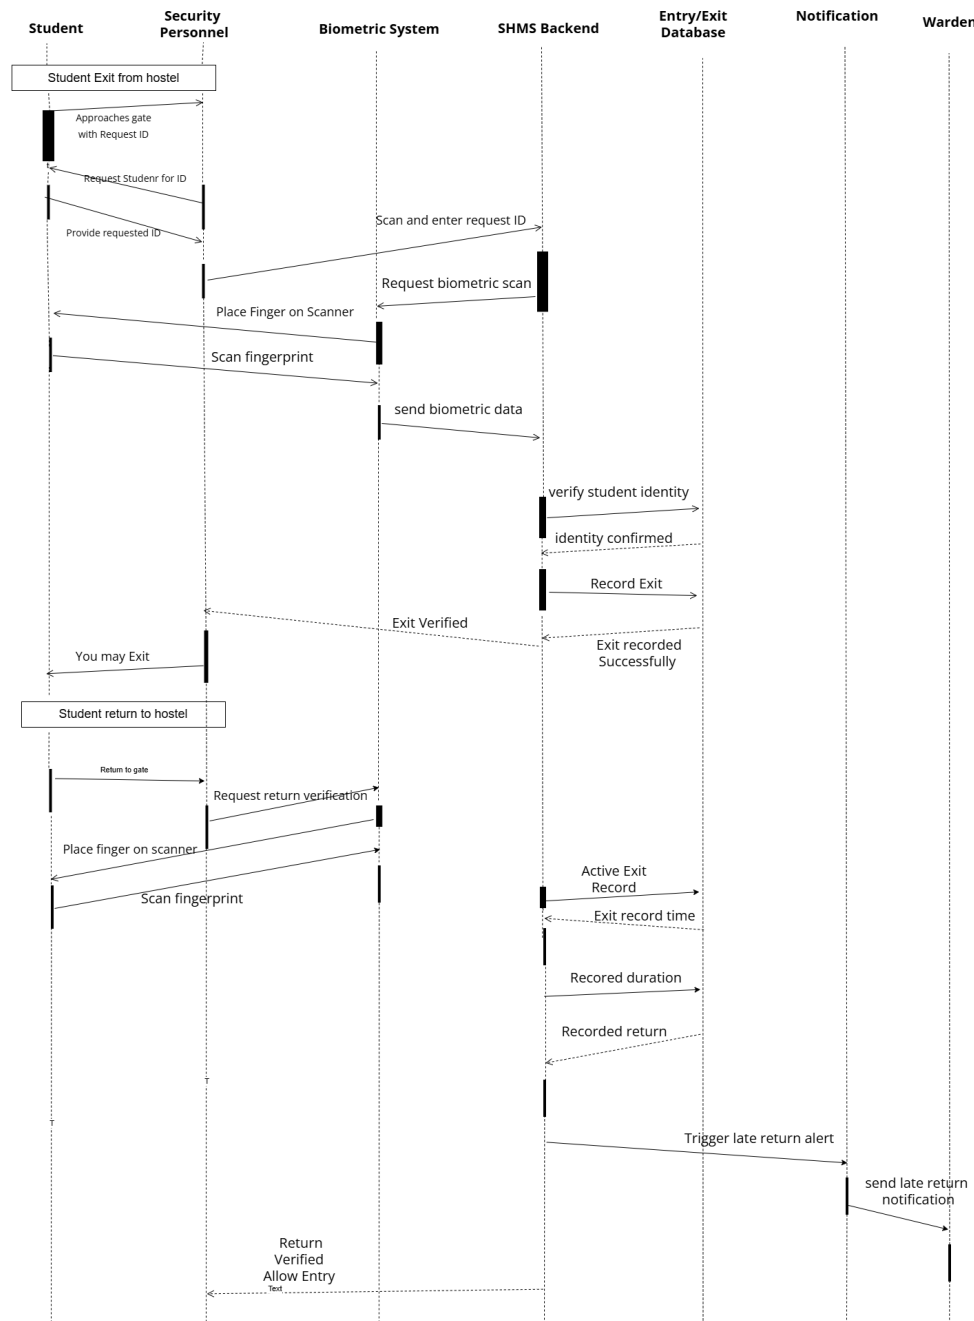 Student
Security
Personnel
Biometric System
SHMS Backend
Entry/Exit
Database
Notification
Warden
Student Exit from hostel
Approaches gate
with Request ID
Request Studenr for ID
Provide requested ID
Scan and enter request ID
Request biometric scan
Place Finger on Scanner
Scan fingerprint
send biometric data
verify student identity
identity confirmed
Record Exit
Exit Verified
Exit recorded
Successfully
You may Exit
Student return to hostel
Return to gate
Request return verification
Place finger on scanner
Scan fingerprint
Active Exit
Record
Exit record time
Recored duration
Recorded return
T
T
Trigger late return alert
send late return
notification
Return
Verified
Allow Entry
Text